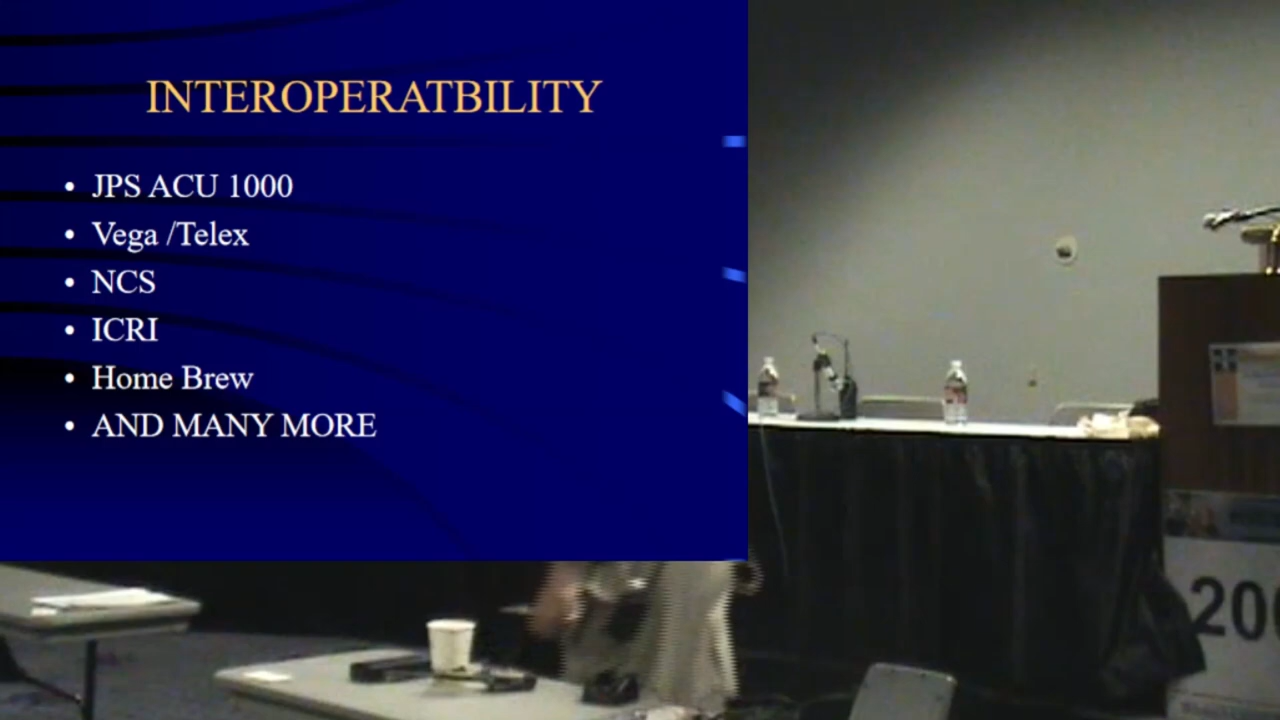 INTEROPERATBILITY
• JPS ACU 1000
• Vega /Telex
• NCS
• ICRI
• Home Brew
• AND MANY MORE
200